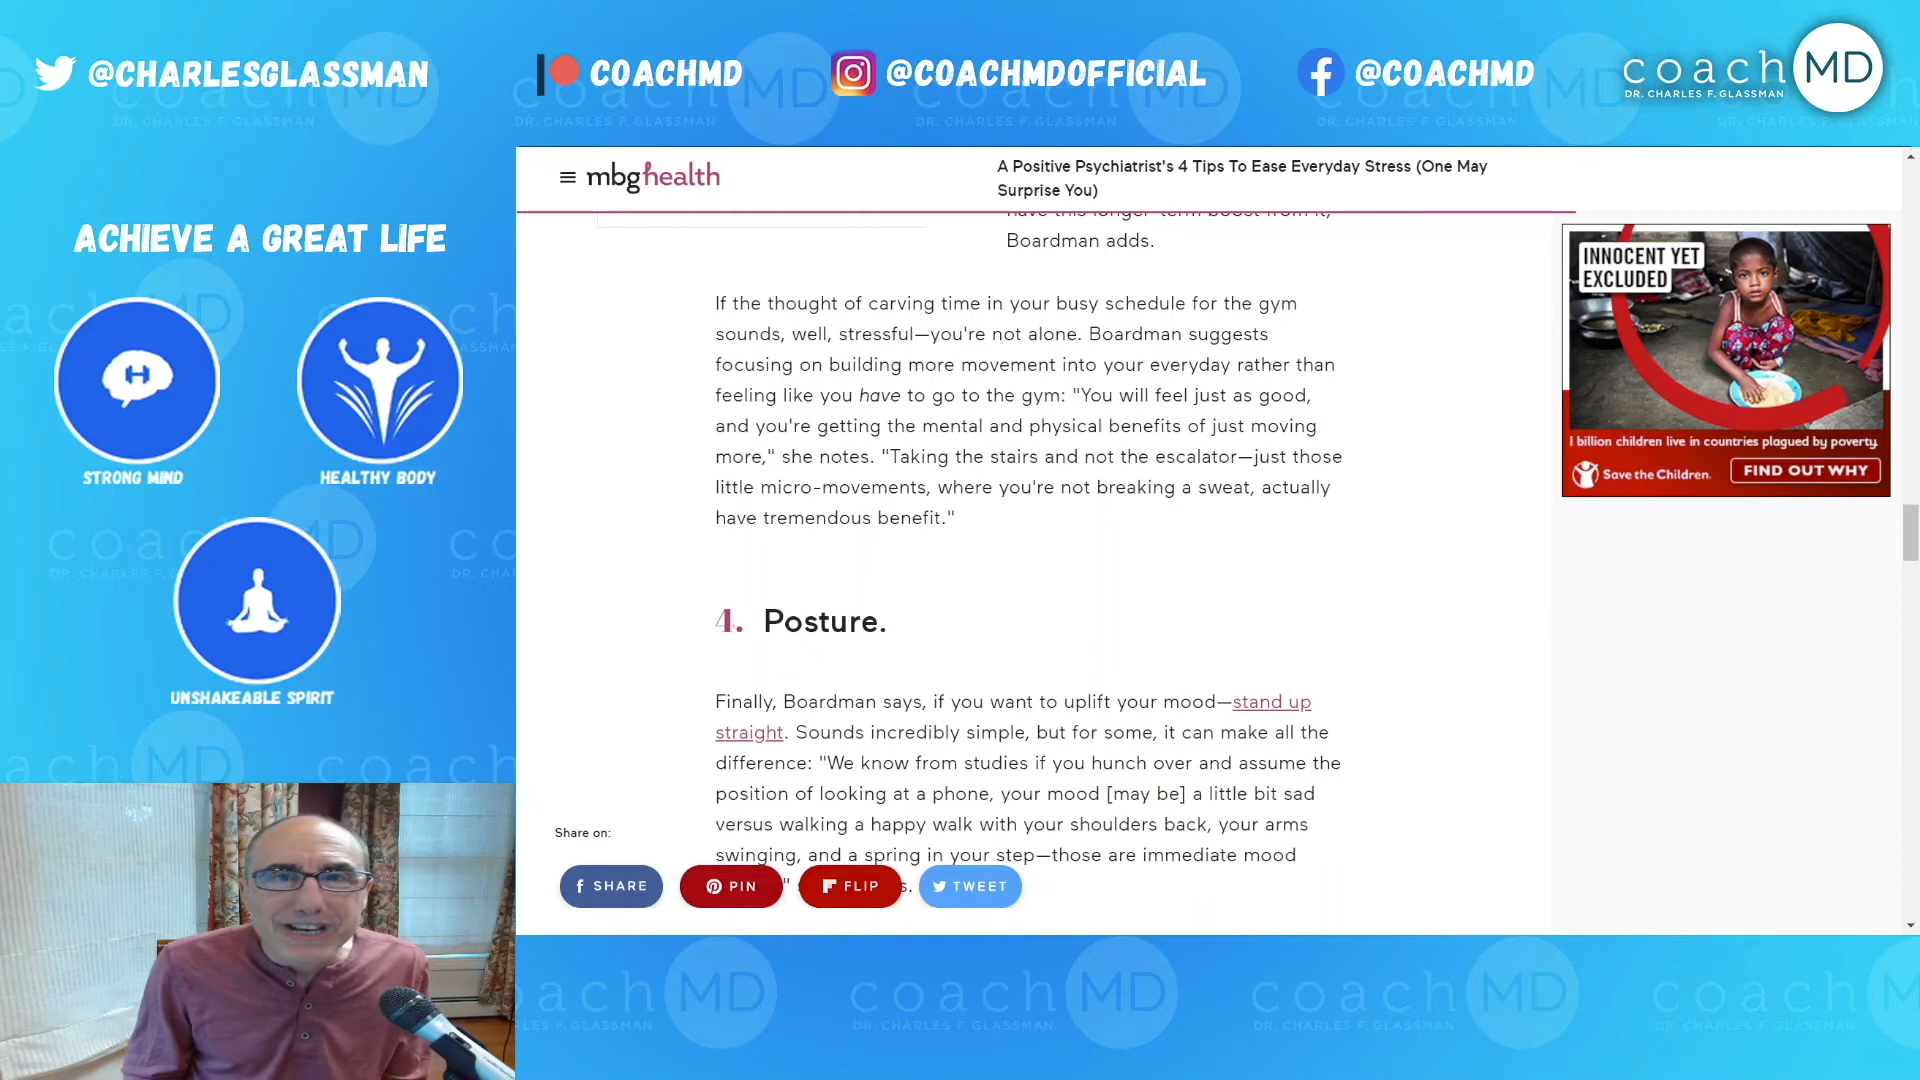 @CHARLESGLASSMAN
COACHMD
@COACHMDOFFICIAL
@COACHMD
coach MD
DR. CHARLES F. GLASSMAN
ACHIEVE A GREAT LIFE
STRONG MIND
HEALTHY BODY
UNSHAKEABLE SPIRIT
mbghealth
A Positive Psychiatrist's 4 Tips To Ease Everyday Stress (One May
Surprise You)
have this longer-term boost from it,"
Boardman adds.
If the thought of carving time in your busy schedule for the gym
sounds, well, stressful—you're not alone. Boardman suggests
focusing on building more movement into your everyday rather than
feeling like you have to go to the gym: "You will feel just as good,
and you're getting the mental and physical benefits of just moving
more," she notes. "Taking the stairs and not the escalator—just those
little micro-movements, where you're not breaking a sweat, actually
have tremendous benefit."
4. Posture.
Finally, Boardman says, if you want to uplift your mood—stand up
straight. Sounds incredibly simple, but for some, it can make all the
difference: "We know from studies if you hunch over and assume the
position of looking at a phone, your mood [may be] a little bit sad
versus walking a happy walk with your shoulders back, your arms
swinging, and a spring in your step—those are immediate mood
Share on:
SHARE
PIN
FLIP
TWEET
INNOCENT YET
EXCLUDED
1 billion children live in countries plagued by poverty.
Save the Children.
FIND OUT WHY